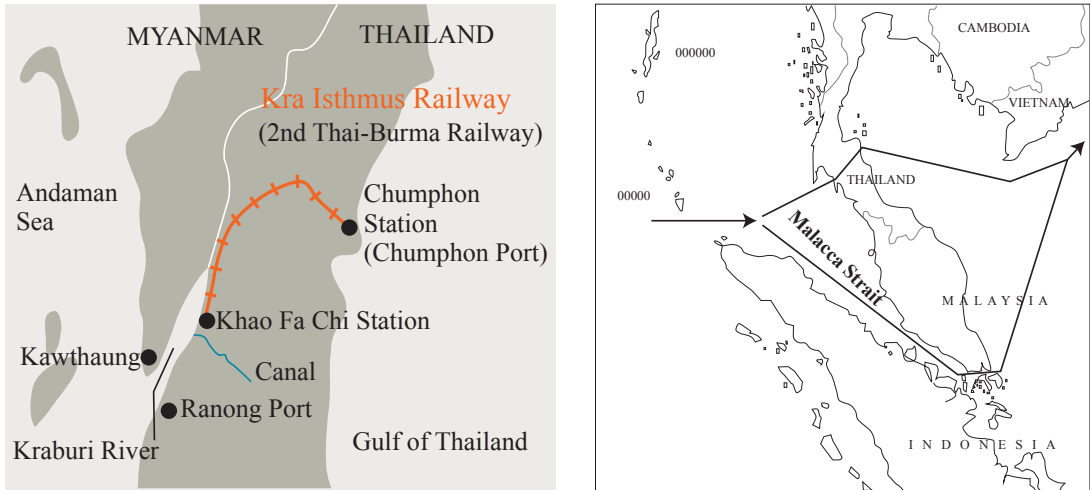 MYANMAR
THAILAND
Kra Isthmus Railway
(2nd Thai-Burma Railway)
Andaman
Sea
Chumphon
Station
(Chumphon Port)
Khao Fa Chi Station
Kawthaung
Canal
Ranong Port
Kraburi River
Gulf of Thailand
CAMBODIA
000000
VIETNAM
THAILAND
00000
Malacca Strait
MALAYSIA
INDONESIA